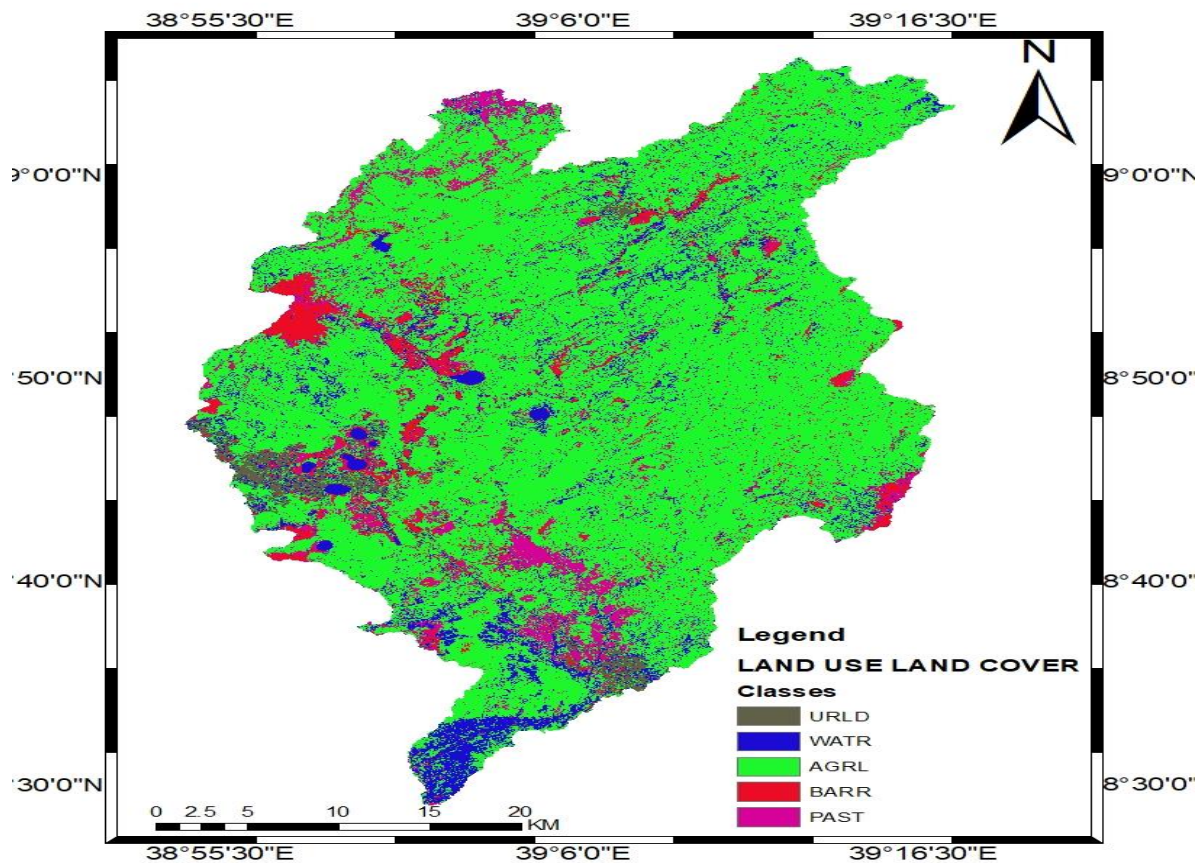 38°55'30"E 39°6'0"E 39°16'30"E
N
9°0'0"N 9°0'0"N
°50'0"N 8°50'0"N
°40'0"N 8°40'0"N
Legend
LAND USE LAND COVER
Classes
URLD
WATR
AGRL
BARR
PAST
°30'0"N 8°30'0"N
0 2.5 5 10 15 20
KM
38°55'30"E 39°6'0"E 39°16'30"E